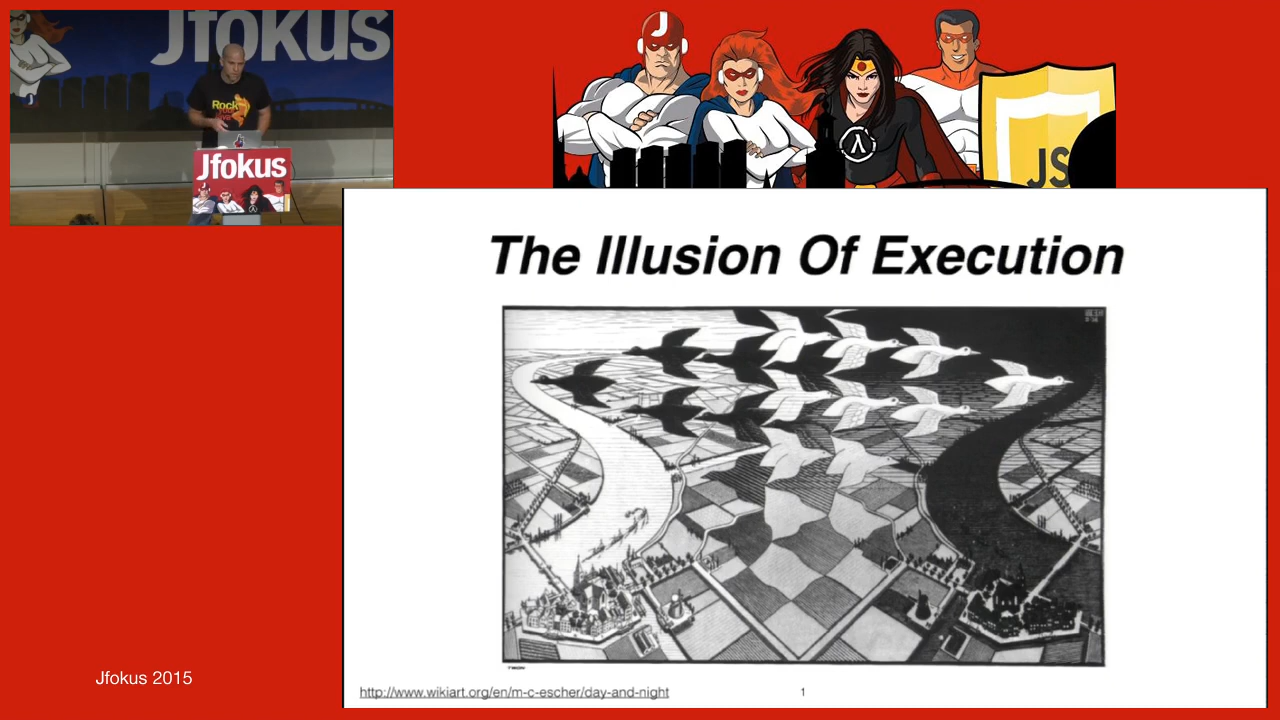 Jfokus
Rock
Jfokus
J
JS
The Illusion Of Execution
http://www.wikiart.org/en/m-c-escher/day-and-night
1
Jfokus 2015